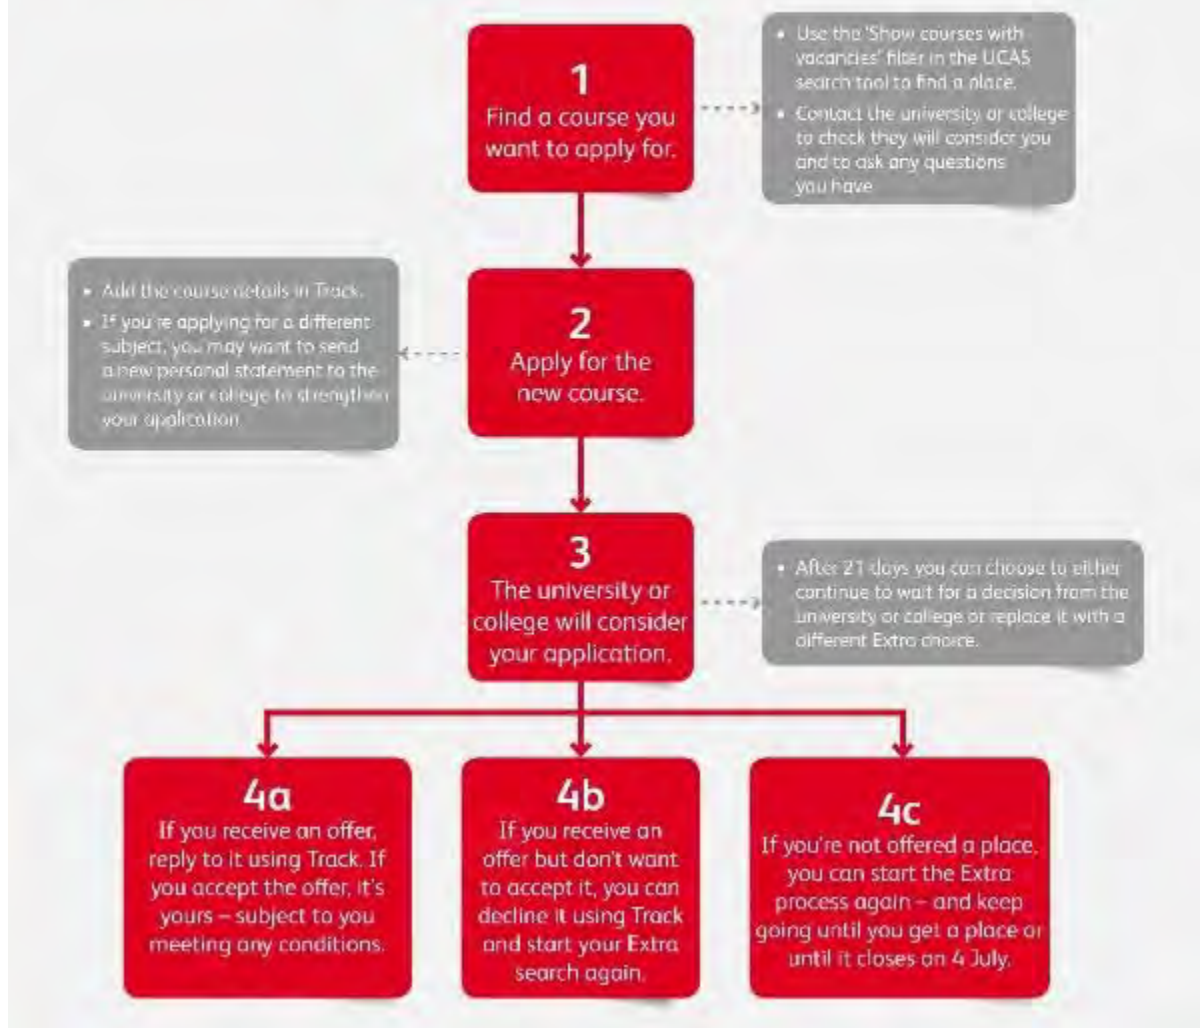 1
Find a course you
want to apply for.
• Use the 'Show courses with
vacancies' filter in the UCAS
search tool to find a place.
• Contact the university or college
to check they will consider you
and to ask any questions
you have
• Add the course details in Track.
• If you're applying for a different
subject, you may want to send
a new personal statement to the
university or college to strengthen
your application
2
Apply for the
new course.
3
The university or
college will consider
your application.
• After 21 days you can choose to either
continue to wait for a decision from the
university or college or replace it with a
different Extra choice.
4a
If you receive an offer,
reply to it using Track. If
you accept the offer, it's
yours – subject to you
meeting any conditions.
4b
If you receive an
offer but don't want
to accept it, you can
decline it using Track
and start your Extra
search again.
4c
If you're not offered a place,
you can start the Extra
process again – and keep
going until you get a place or
until it closes on 4 July.